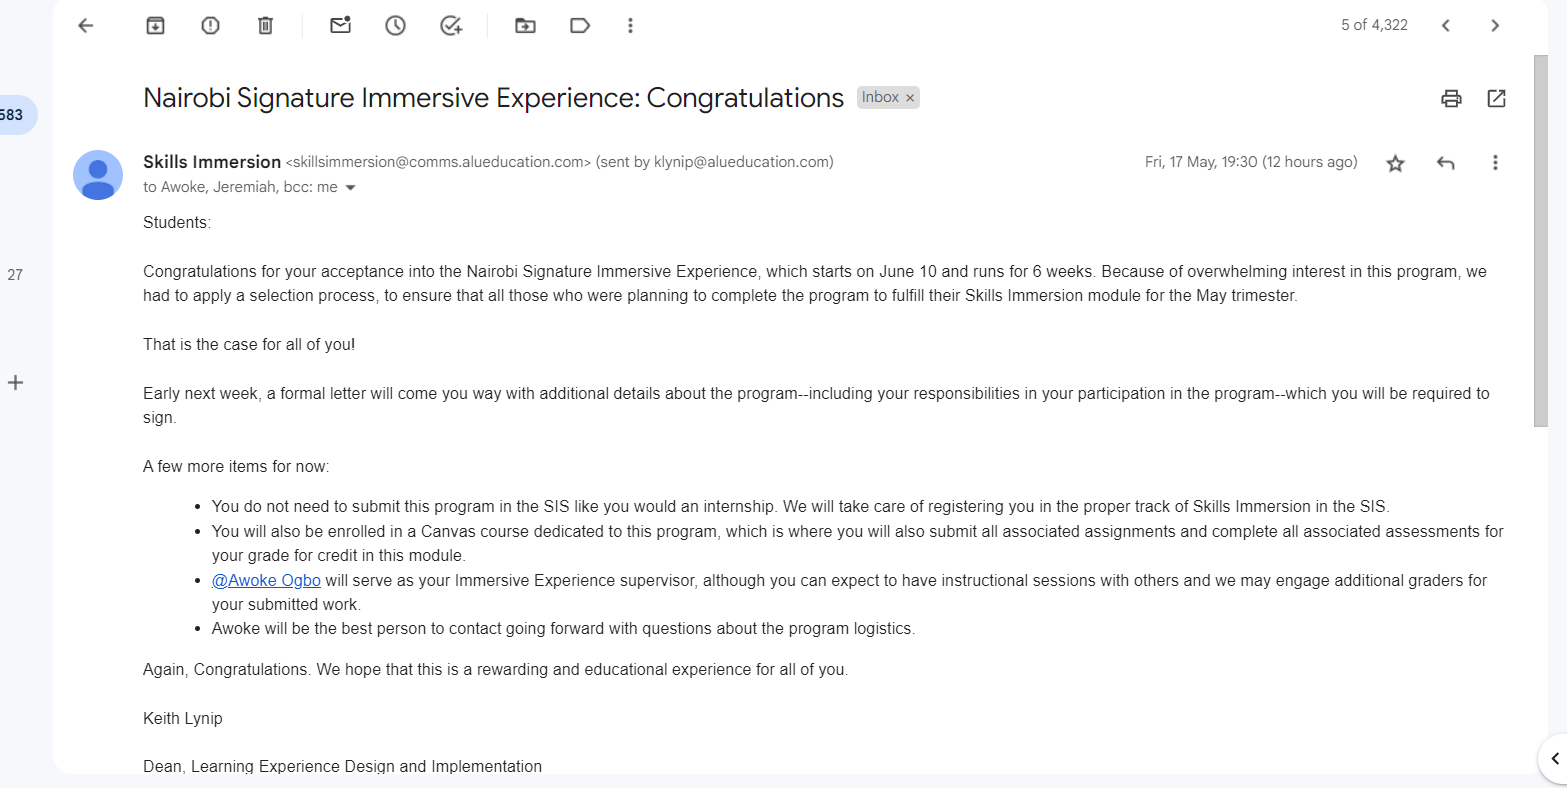 5 of 4,322
Nairobi Signature Immersive Experience: Congratulations Inbox ×
583
Skills Immersion <skillsimmersion@comms.alueducation.com> (sent by klynip@alueducation.com) Fri, 17 May, 19:30 (12 hours ago)
to Awoke, Jeremiah, bcc: me
Students:
27
Congratulations for your acceptance into the Nairobi Signature Immersive Experience, which starts on June 10 and runs for 6 weeks. Because of overwhelming interest in this program, we
had to apply a selection process, to ensure that all those who were planning to complete the program to fulfill their Skills Immersion module for the May trimester.
That is the case for all of you!
Early next week, a formal letter will come you way with additional details about the program--including your responsibilities in your participation in the program--which you will be required to
sign.
A few more items for now:
• You do not need to submit this program in the SIS like you would an internship. We will take care of registering you in the proper track of Skills Immersion in the SIS.
• You will also be enrolled in a Canvas course dedicated to this program, which is where you will also submit all associated assignments and complete all associated assessments for
your grade for credit in this module.
• @Awoke Ogbo will serve as your Immersive Experience supervisor, although you can expect to have instructional sessions with others and we may engage additional graders for
your submitted work.
• Awoke will be the best person to contact going forward with questions about the program logistics.
Again, Congratulations. We hope that this is a rewarding and educational experience for all of you.
Keith Lynip
Dean, Learning Experience Design and Implementation